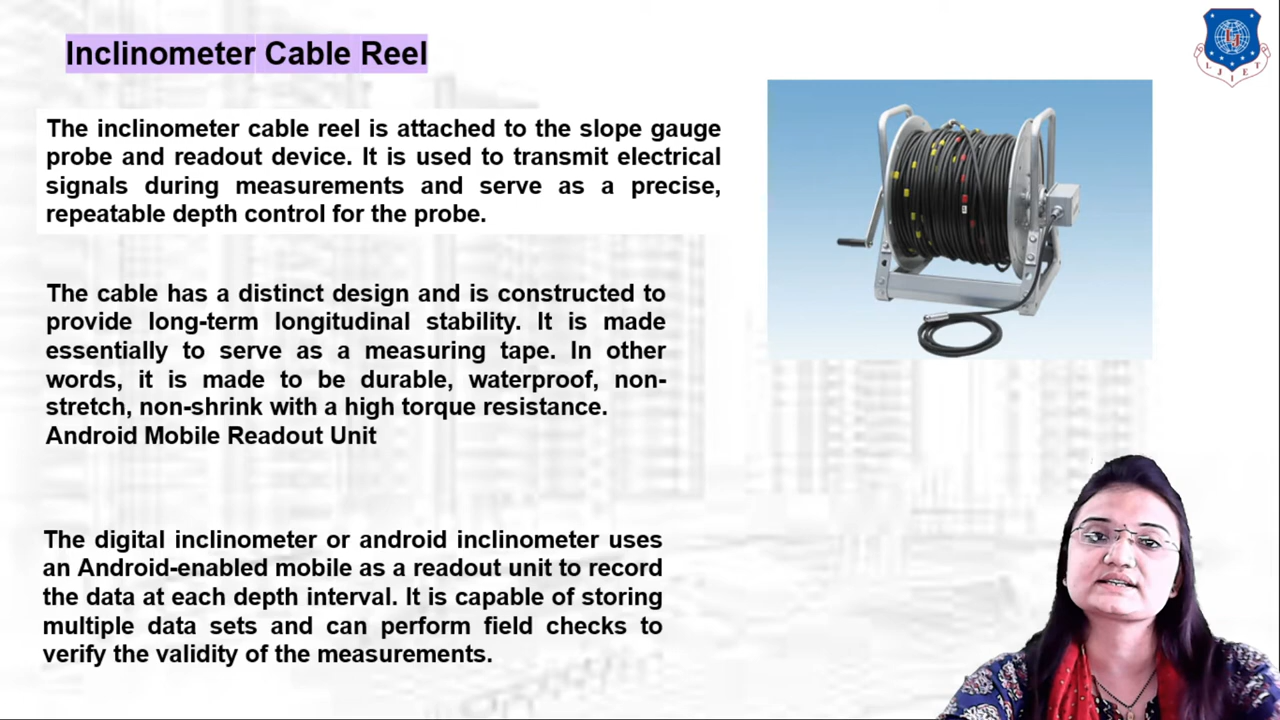 Inclinometer Cable Reel
The inclinometer cable reel is attached to the slope gauge
probe and readout device. It is used to transmit electrical
signals during measurements and serve as a precise,
repeatable depth control for the probe.
The cable has a distinct design and is constructed to
provide long-term longitudinal stability. It is made
essentially to serve as a measuring tape. In other
words, it is made to be durable, waterproof, non-
stretch, non-shrink with a high torque resistance.
Android Mobile Readout Unit
The digital inclinometer or android inclinometer uses
an Android-enabled mobile as a readout unit to record
the data at each depth interval. It is capable of storing
multiple data sets and can perform field checks to
verify the validity of the measurements.
LJIET